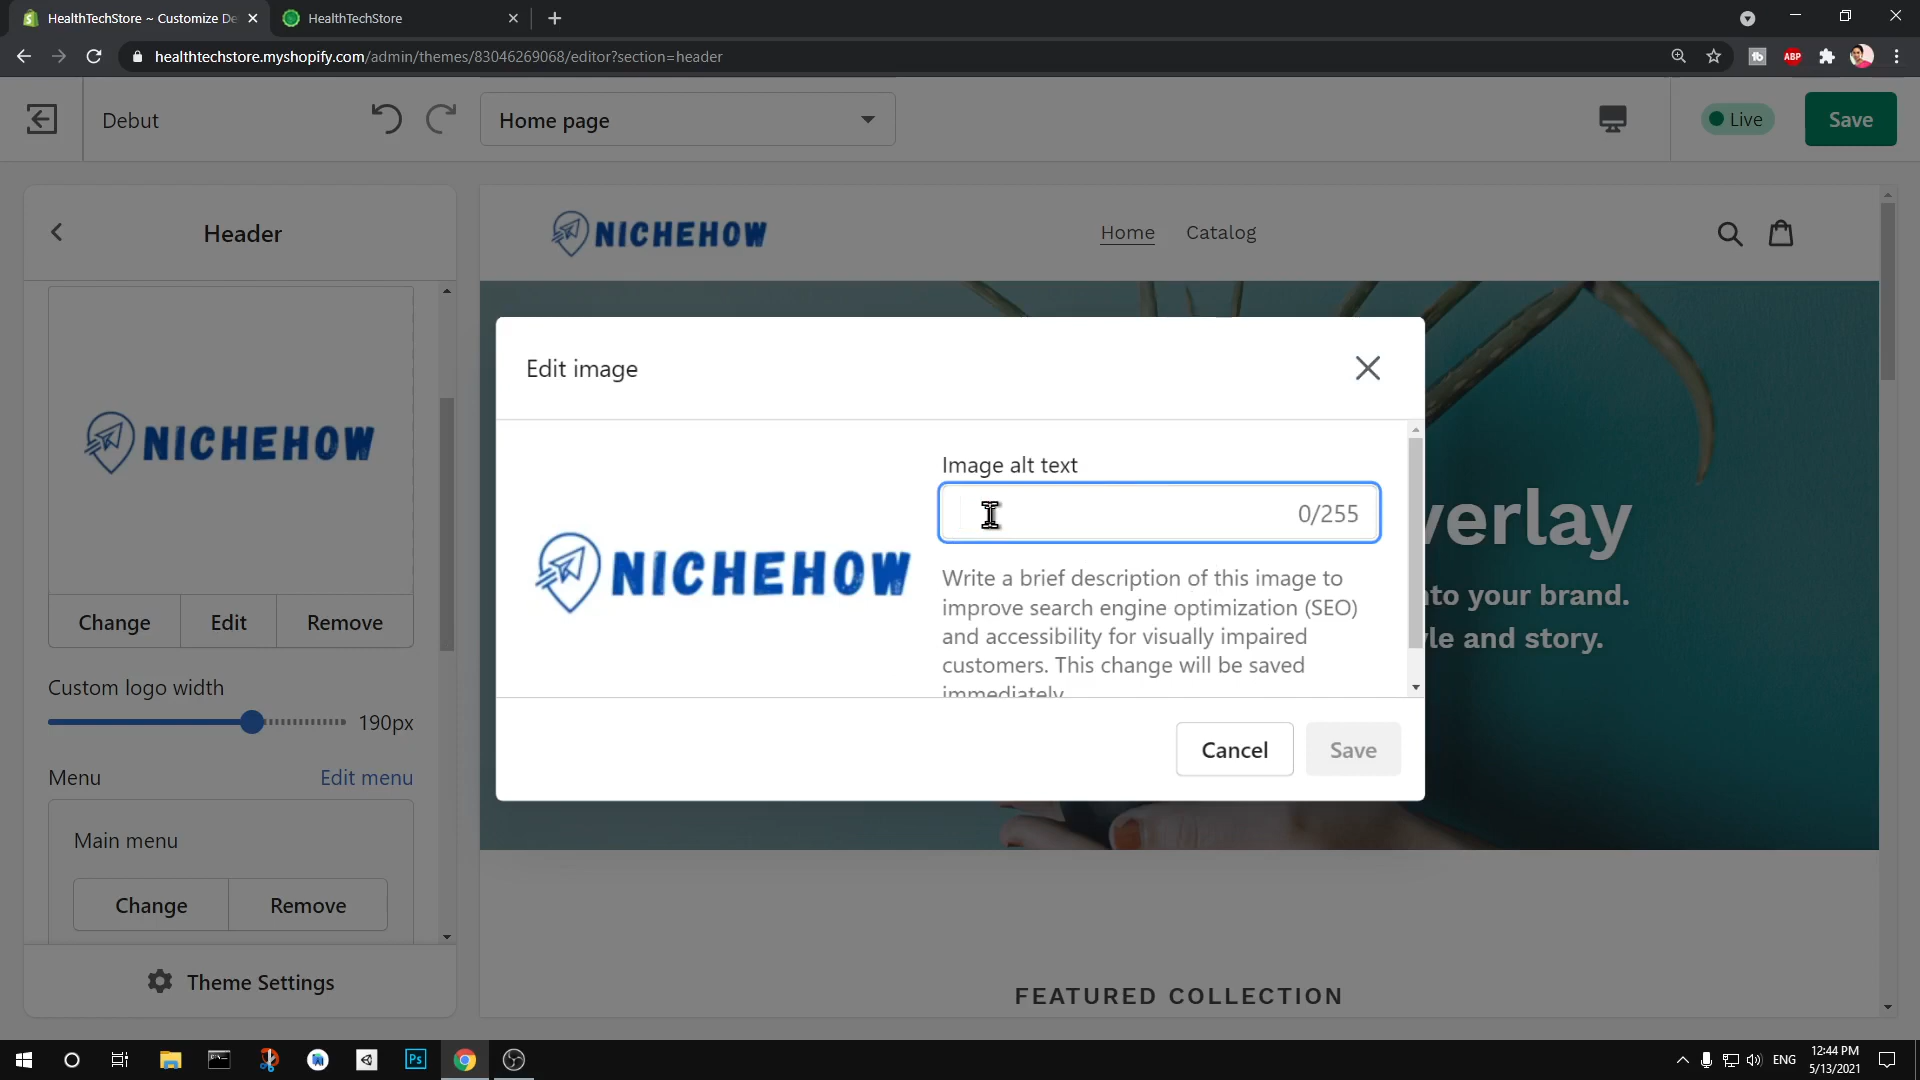 HealthTechStore ~ Customize De
HealthTechStore
healthtechstore.myshopify.com/admin/themes/83046269068/editor?section=header
ABP
Debut
Home page
Live
Save
Header
NICHEHOW
Home
Catalog
NICHEHOW
Change
Edit
Remove
Custom logo width
190px
Menu
Edit menu
Main menu
Change
Remove
Theme Settings
Edit image
NICHEHOW
Image alt text
0/255
Write a brief description of this image to
improve search engine optimization (SEO)
and accessibility for visually impaired
customers. This change will be saved
immediately.
Cancel
Save
verlay
to your brand.
le and story.
FEATURED COLLECTION
Ps
ENG
12:44 PM
5/13/2021